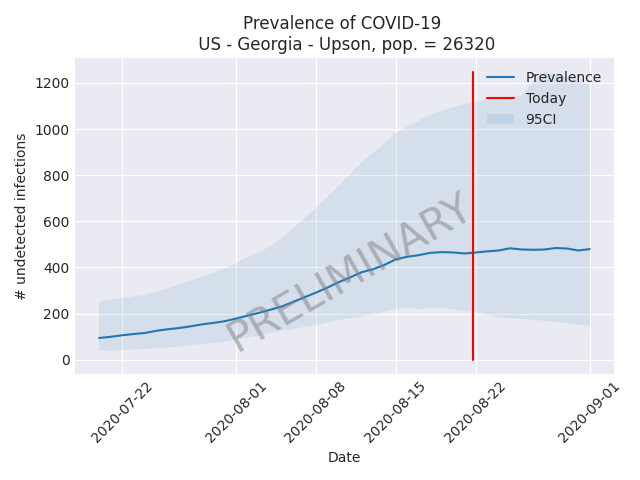 Prevalence of COVID-19
US - Georgia - Upson, pop. = 26320
# undetected infections
1200
1000
800
600
400
200
0
Prevalence
Today
95CI
PRELIMINARY
2020-07-22
2020-08-01
2020-08-08
2020-08-15
2020-08-22
2020-09-01
Date